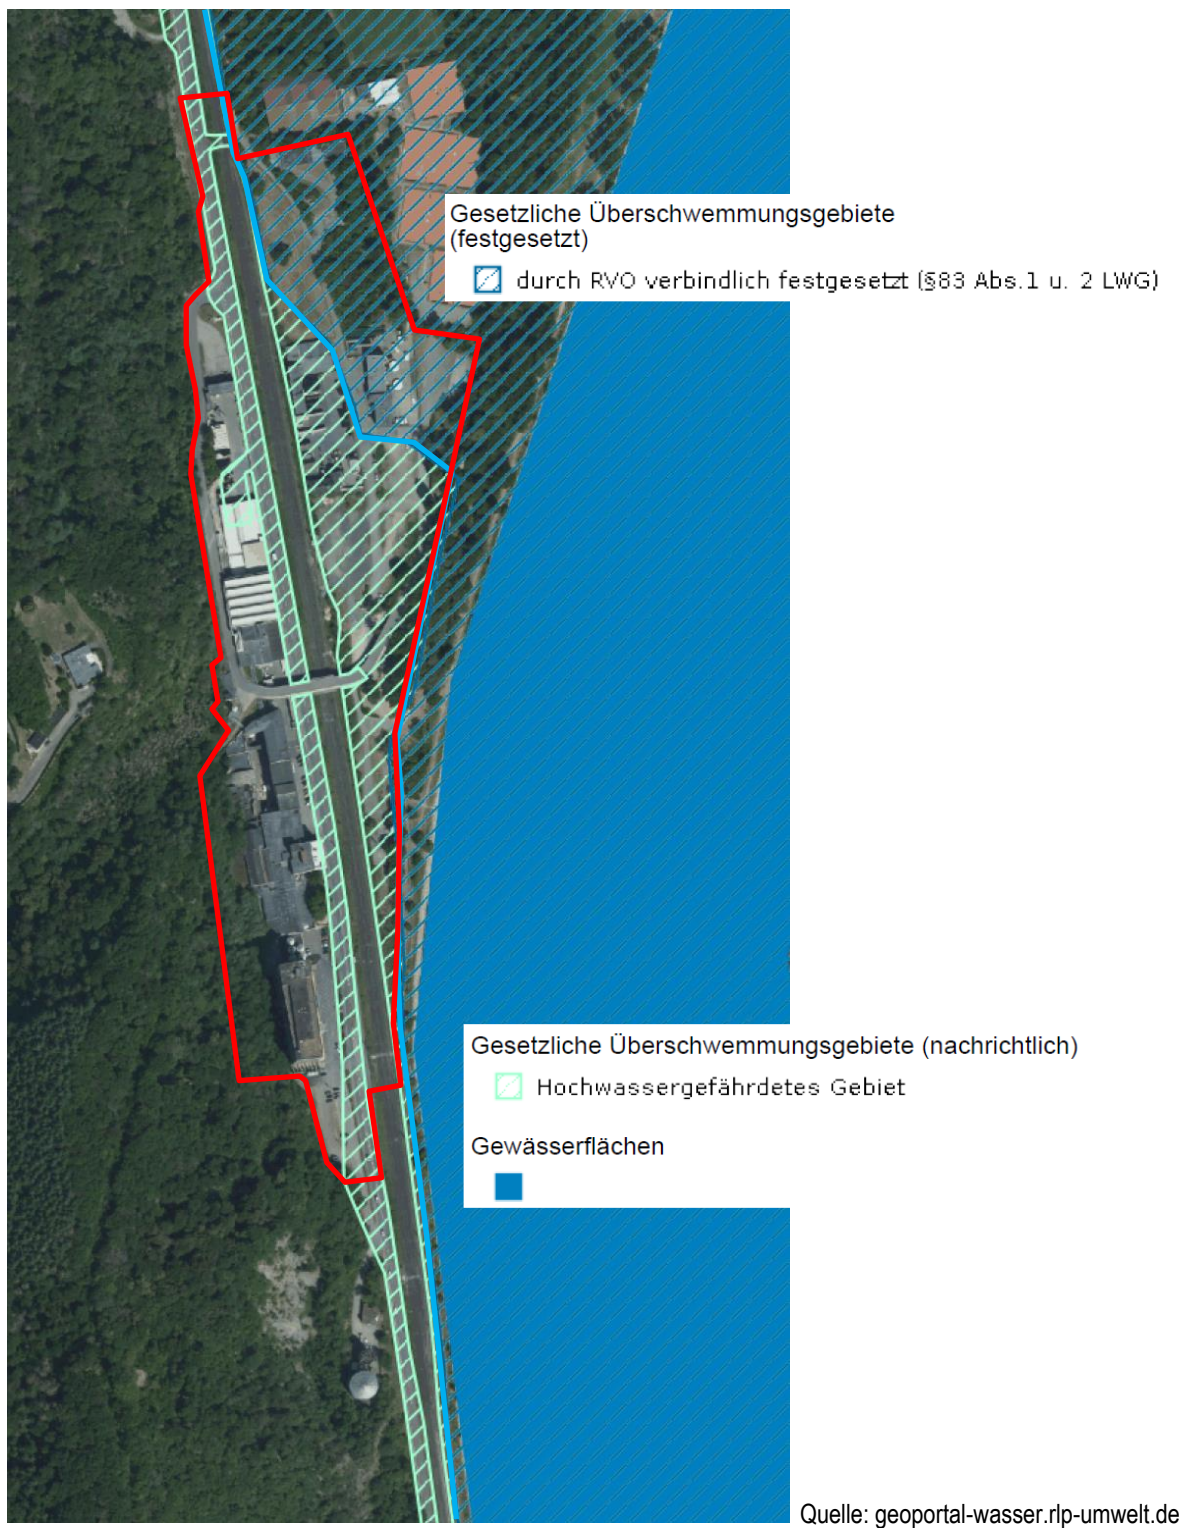 Gesetzliche Überschwemmungsgebiete
(festgesetzt)
durch RVO verbindlich festgesetzt (§83 Abs.1 u. 2 LWG)
Gesetzliche Überschwemmungsgebiete (nachrichtlich)
Hochwassergefährdetes Gebiet
Gewässerflächen
Quelle: geoportal-wasser.rlp-umwelt.de